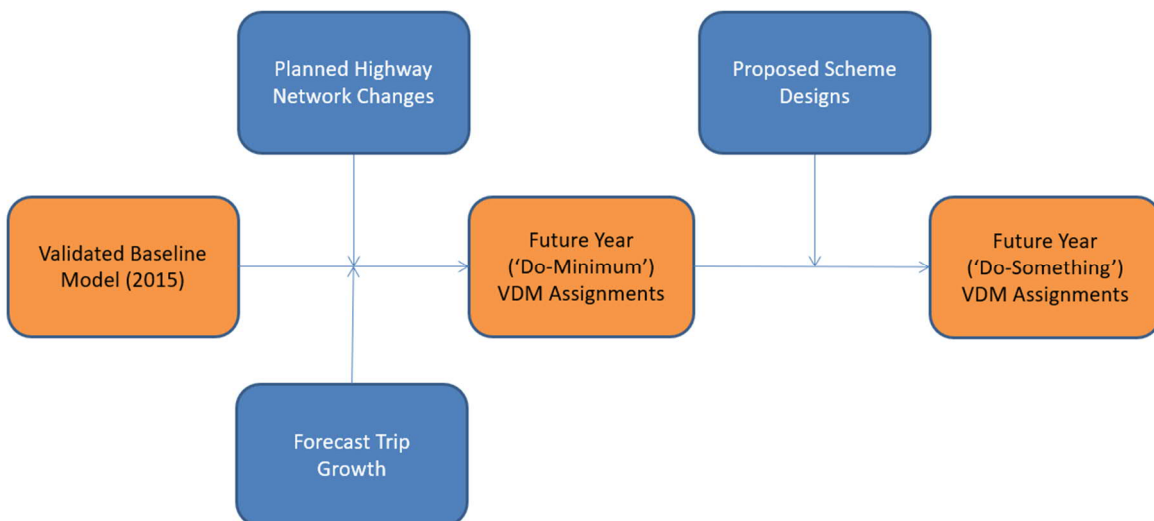 Planned Highway
Network Changes
Proposed Scheme
Designs
Validated Baseline
Model (2015)
Future Year
('Do-Minimum')
VDM Assignments
Future Year
('Do-Something')
VDM Assignments
Forecast Trip
Growth